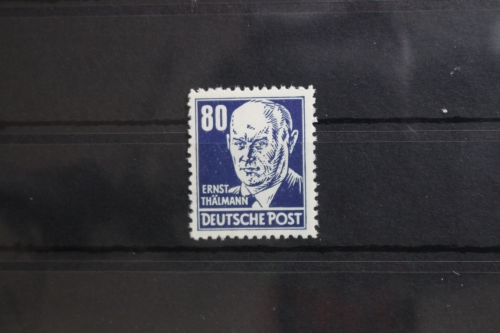 80
ERNST
THÄLMANN
DEUTSCHE POST